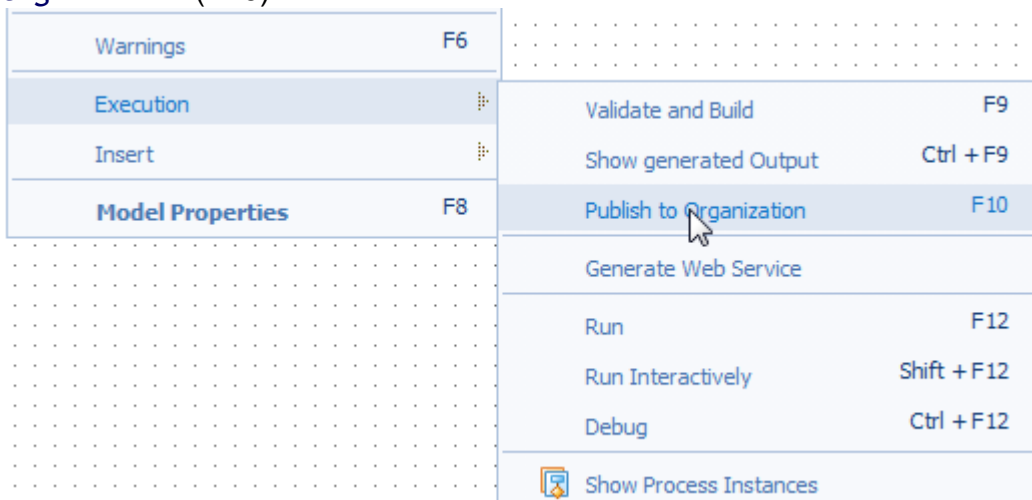 Warnings F6
Execution
Insert
Model Properties F8
Validate and Build F9
Show generated Output Ctrl + F9
Publish to Organization F10
Generate Web Service
Run F12
Run Interactively Shift + F12
Debug Ctrl + F12
Show Process Instances